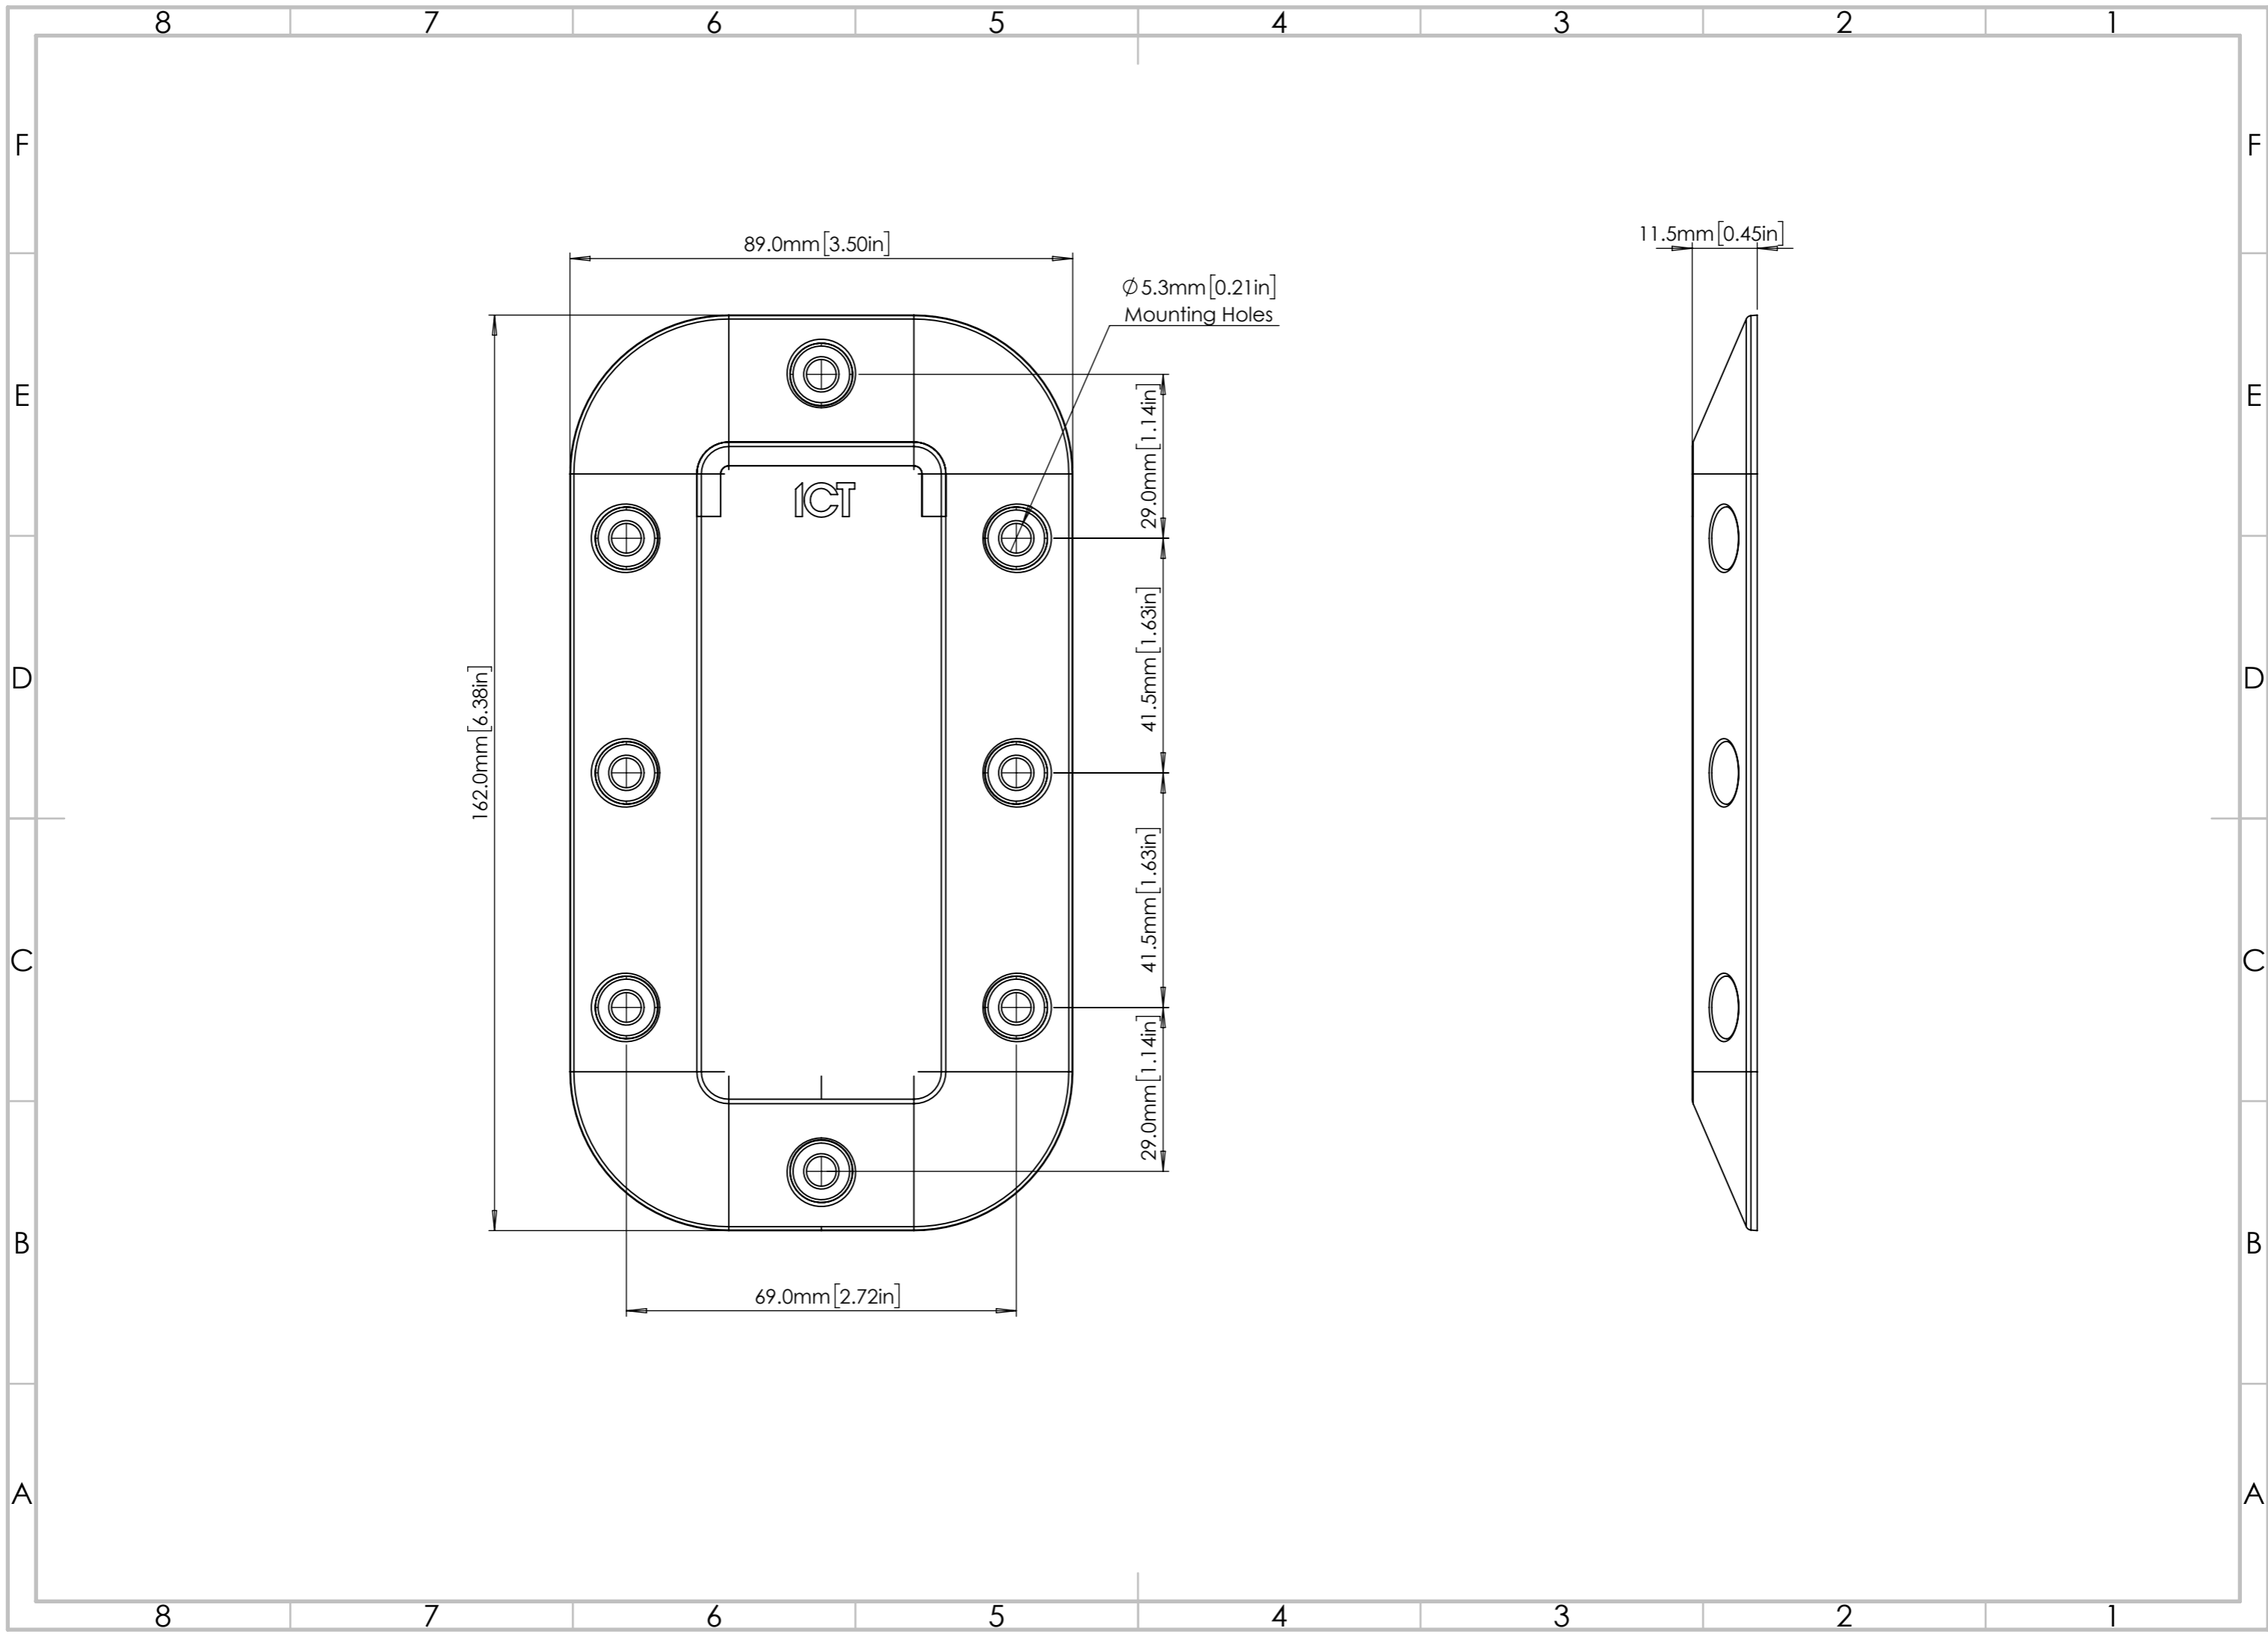 8 7 6 5 4 3 2 1
F F
89.0mm[3.50in]
11.5mm[0.45in]
Ø5.3mm[0.21in]
Mounting Holes
E E
29.0mm[1.14in]
ICT
41.5mm[1.63in]
D D
162.0mm[6.38in]
41.5mm[1.63in]
C C
29.0mm[1.14in]
B B
69.0mm[2.72in]
A A
8 7 6 5 4 3 2 1